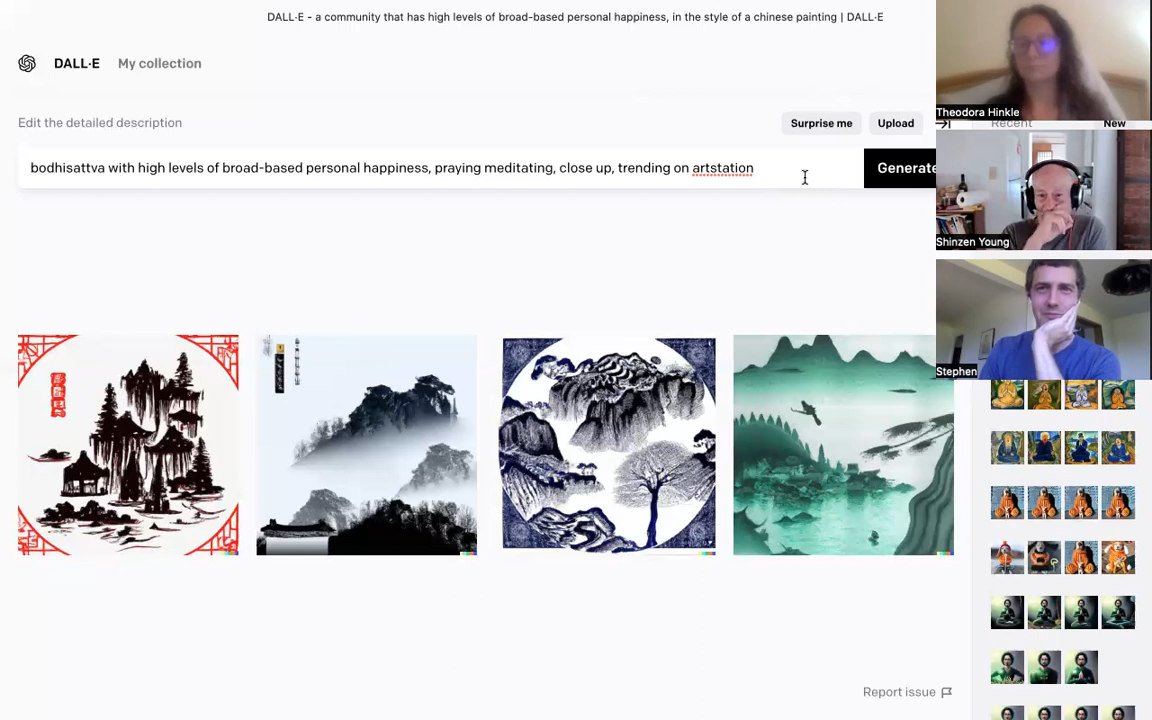 DALL·E - a community that has high levels of broad-based personal happiness, in the style of a chinese painting | DALL·E
DALL·E
My collection
Theodora Hinkle
Edit the detailed description
Surprise me
Upload
Recent
New
bodhisattva with high levels of broad-based personal happiness, praying meditating, close up, trending on artstation
Generate
Shinzen Young
Stephen
Report issue